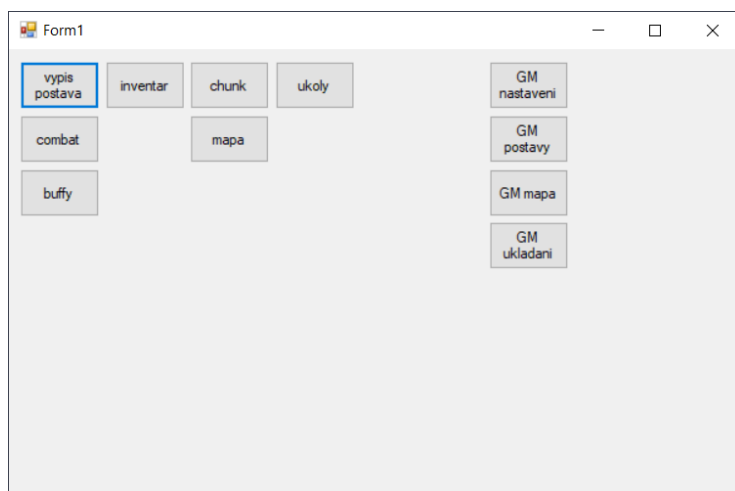 Form1
vypis
postava
inventar
chunk
ukoly
GM
nastaveni
combat
mapa
GM
postavy
buffy
GM mapa
GM
ukladani